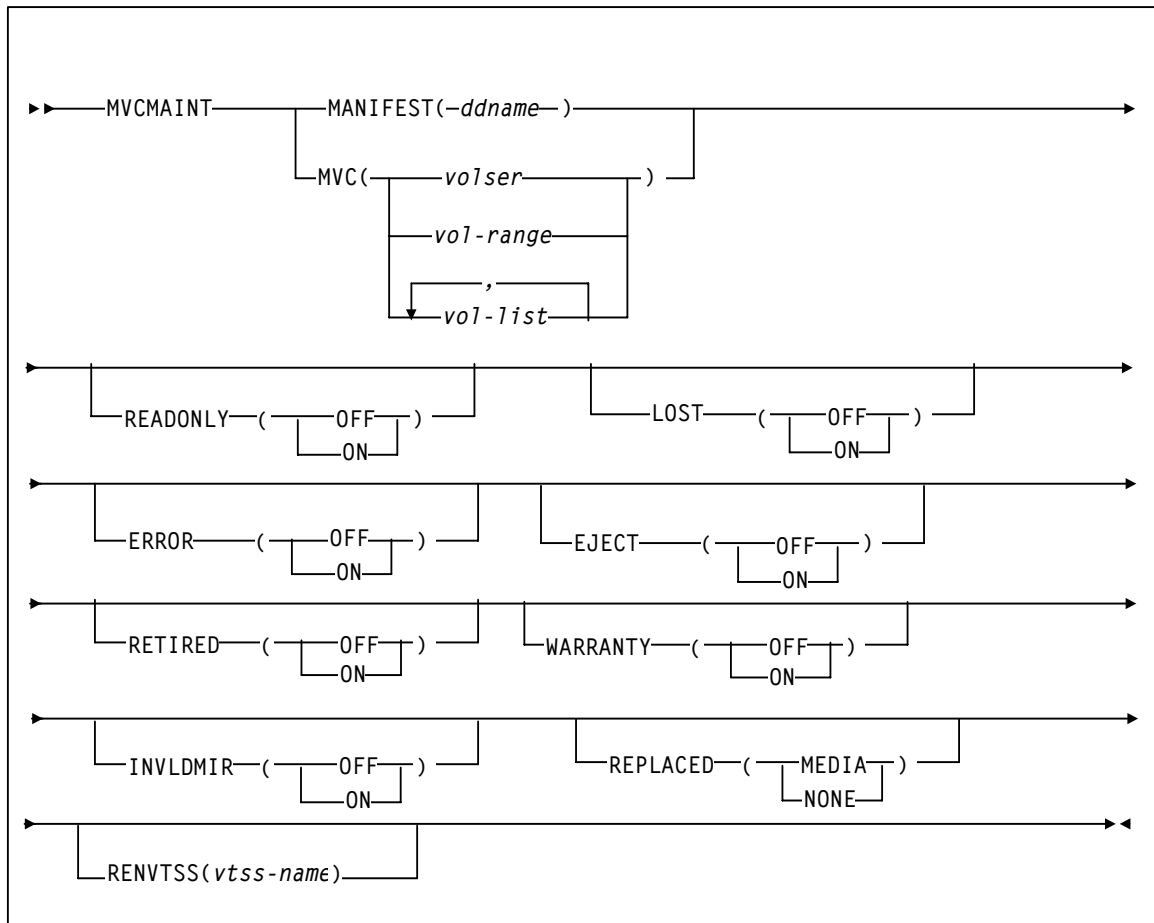 MVCMAINT MANIFEST( ddname )
MVC( volser )
vol-range
,
vol-list
READONLY ( OFF ) LOST ( OFF )
ON ON
ERROR ( OFF ) EJECT ( OFF )
ON ON
RETIRED ( OFF ) WARRANTY ( OFF )
ON ON
INVLDMIR ( OFF ) REPLACED ( MEDIA )
ON NONE
RENVTSS(vtss-name)